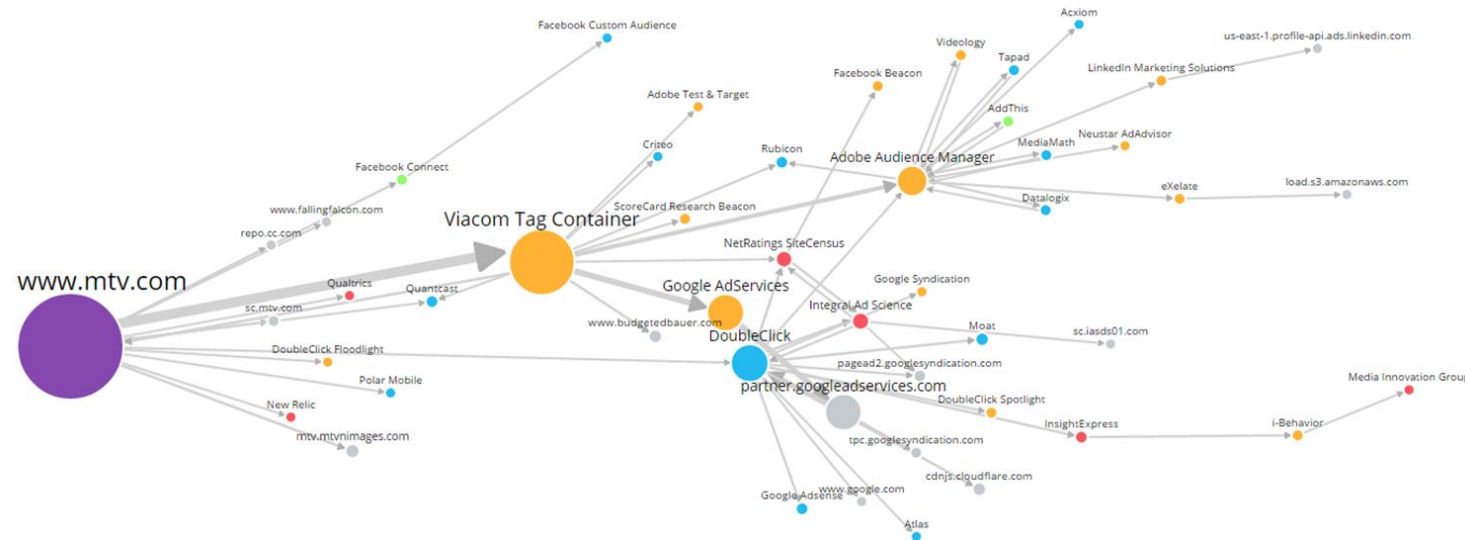 Acxiom
Facebook Custom Audience
us-east-1.profile-api.ads.linkedin.com
Videology
Tapad
LinkedIn Marketing Solutions
Facebook Beacon
Adobe Test & Target
AddThis
Neustar AdAdvisor
Criteo
Rubicon
MediaMath
Adobe Audience Manager
Facebook Connect
eXelate
load.s3.amazonaws.com
Datalogix
www.fallingfalcon.com
ScoreCard Research Beacon
Viacom Tag Container
repo.cc.com
NetRatings SiteCensus
www.mtv.com
Qualtrics
Quantcast
Google AdServices
Google Syndication
sc.mtv.com
Integral Ad Science
www.budgetedbauer.com
DoubleClick
Moat
sc.iasds01.com
DoubleClick Floodlight
pagead2.googlesyndication.com
Polar Mobile
partner.googleadservices.com
Media Innovation Group
New Relic
DoubleClick Spotlight
InsightExpress
i-Behavior
mtv.mtvnimages.com
tpc.googlesyndication.com
cdnjs.cloudflare.com
Google Adsense
www.google.com
Atlas